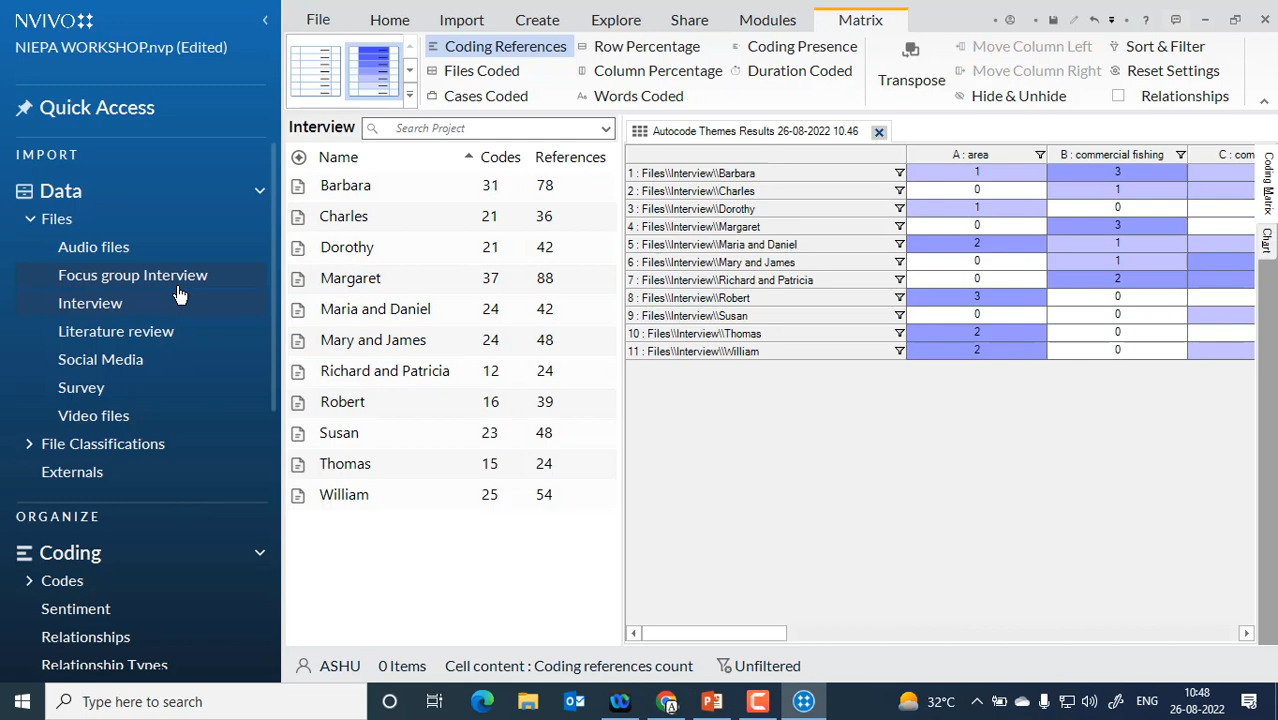 NVIVO
NIEPA WORKSHOP.nvp (Edited)
File Home Import Create Explore Share Modules Matrix
Coding References Row Percentage Coding Presence
Files Coded Column Percentage Duration Coded
Cases Coded Words Coded
Transpose
Move Column Left Sort & Filter
Move Column Right Reset Settings
Hide & Unhide Relationships
Quick Access
IMPORT
Data
Files
Audio files
Focus group Interview
Interview
Literature review
Social Media
Survey
Video files
File Classifications
Externals
ORGANIZE
Coding
Codes
Sentiment
Relationships
Relationship Types
Interview Search Project
Name Codes References
Barbara 31 78
Charles 21 36
Dorothy 21 42
Margaret 37 88
Maria and Daniel 24 42
Mary and James 24 48
Richard and Patricia 12 24
Robert 16 39
Susan 23 48
Thomas 15 24
William 25 54
Autocode Themes Results 26-08-2022 10.46
A : area B : commercial fishing C : com
1 : Files\\Interview\\Barbara 1 3
2 : Files\\Interview\\Charles 0 1
3 : Files\\Interview\\Dorothy 1 0
4 : Files\\Interview\\Margaret 0 3
5 : Files\\Interview\\Maria and Daniel 2 1
6 : Files\\Interview\\Mary and James 0 1
7 : Files\\Interview\\Richard and Patricia 0 2
8 : Files\\Interview\\Robert 3 0
9 : Files\\Interview\\Susan 0 0
10 : Files\\Interview\\Thomas 2 0
11 : Files\\Interview\\William 2 0
Coding Matrix
Chart
ASHU 0 Items Cell content : Coding references count Unfiltered
Type here to search
32°C
ENG
10:48
26-08-2022